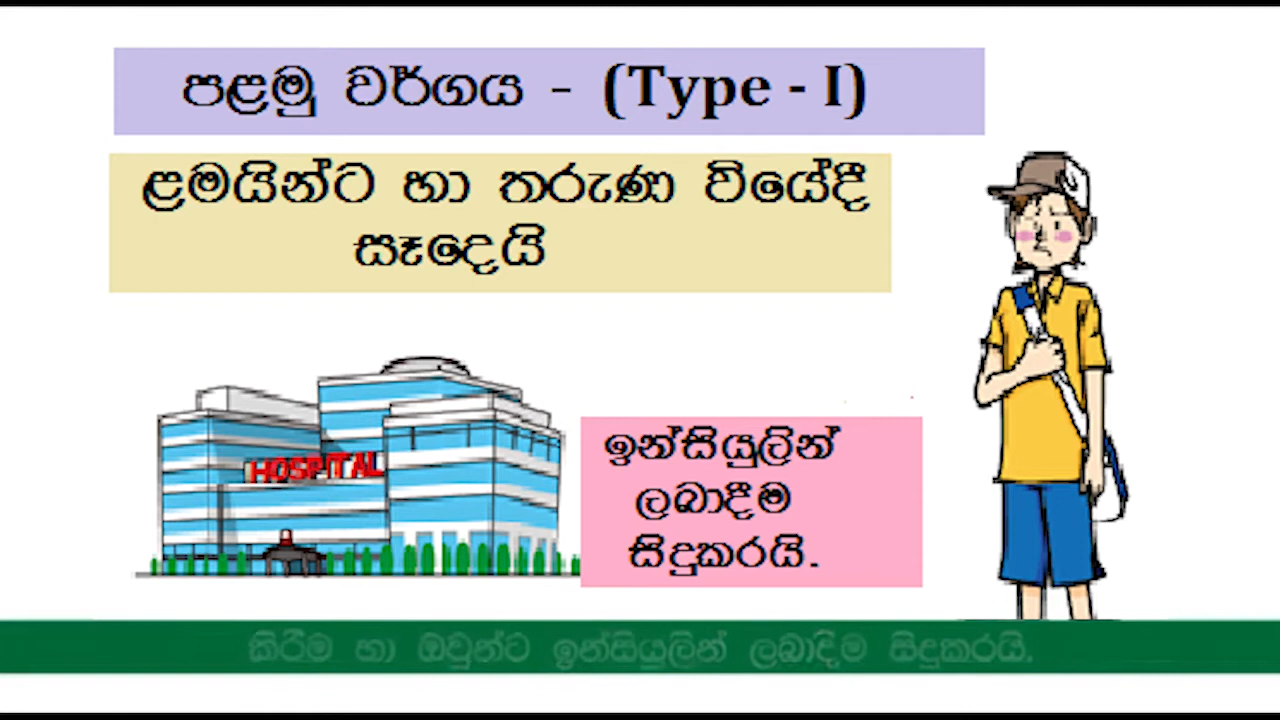 පළමු වර්ගය - (Type - I)
ළමයින්ට හා තරුණ වියේදී
සෑදෙයි
HOSPITAL
ඉන්සියුලින්
ලබාදීම
සිදුකරයි.
කිරීම හා ඔවුන්ට ඉන්සියුලින් ලබාදීම සිදුකරයි.